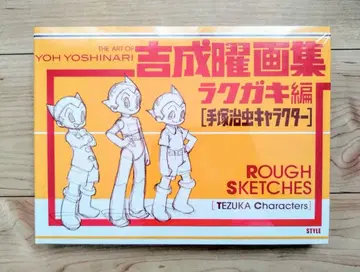 THE ART OF
YOH YOSHINARI
吉成曜画集
ラクガキ編
[手塚治虫キャラクター]
ROUGH
SKETCHES
[TEZUKA Characters]
STYLE